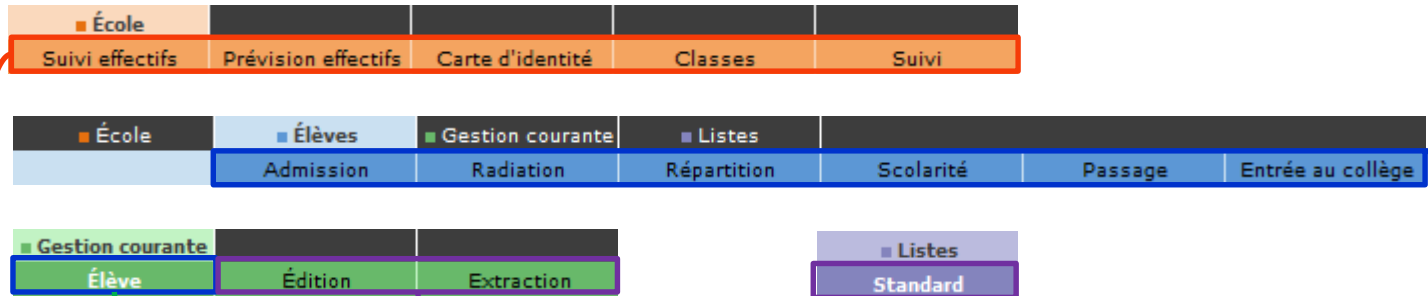 École
Suivi effectifs Prévision effectifs Carte d'identité Classes Suivi
École Élèves Gestion courante Listes
Admission Radiation Répartition Scolarité Passage Entrée au collège
Gestion courante Listes
Élève Édition Extraction Standard